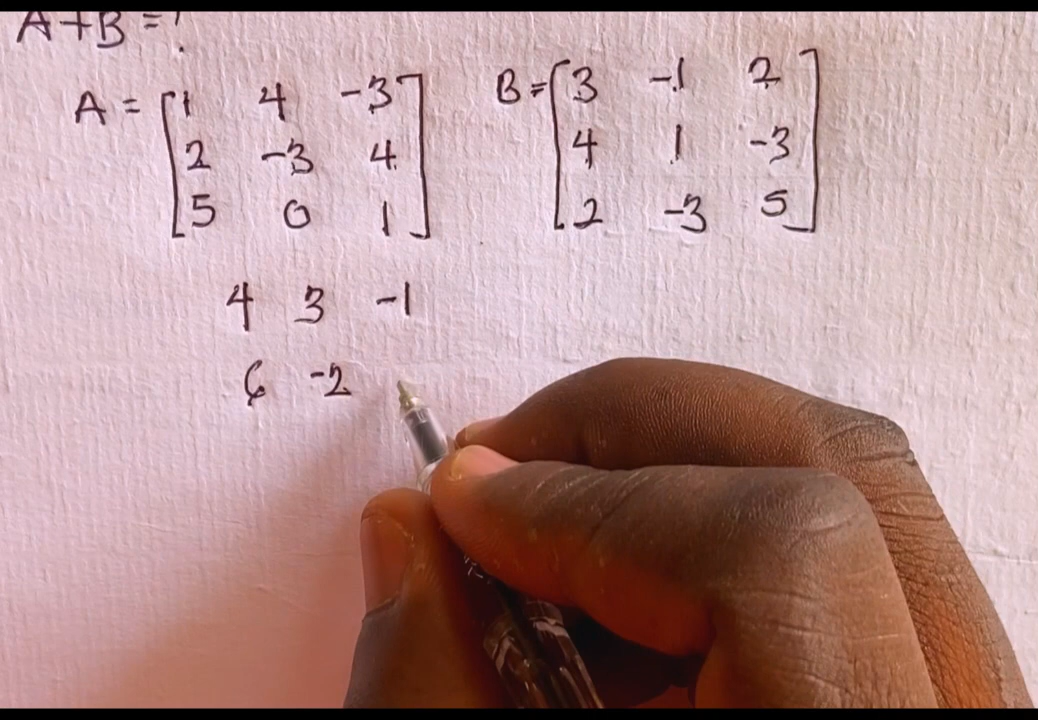 A+B=?
A = [1 4 -3 B=[3 -1 2
2 -3 4 4 1 -3
5 0 1] 2 -3 5]
4 3 -1
6 -2